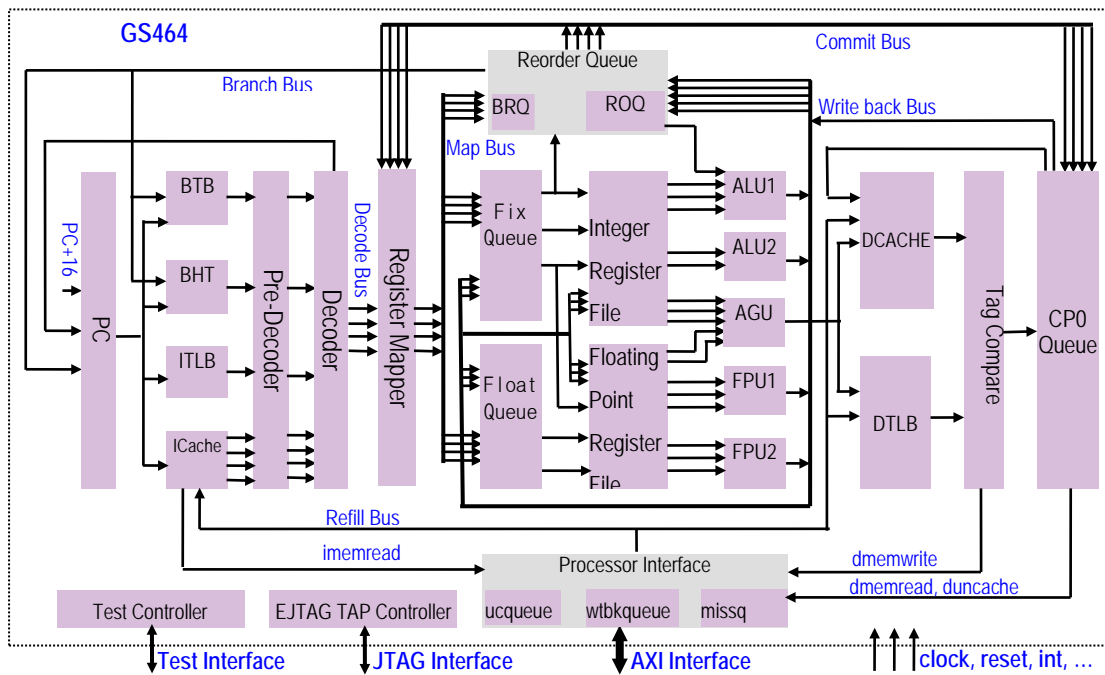 GS464
Commit Bus
Reorder Queue
Branch Bus
BRQ
ROQ
Write back Bus
Map Bus
PC+16
PC
BTB
BHT
ITLB
ICache
Pre-Decoder
Decoder
Decode Bus
Register Mapper
Fix
Queue
Float
Queue
Integer
Register
File
Floating
Point
Register
File
ALU1
ALU2
AGU
FPU1
FPU2
DCACHE
DTLB
Tag Compare
CP0
Queue
Refill Bus
imemread
Processor Interface
dmemwrite
dmemread, duncache
ucqueue
wtbkqueue
missq
Test Controller
EJTAG TAP Controller
Test Interface
JTAG Interface
AXI Interface
clock, reset, int, ...